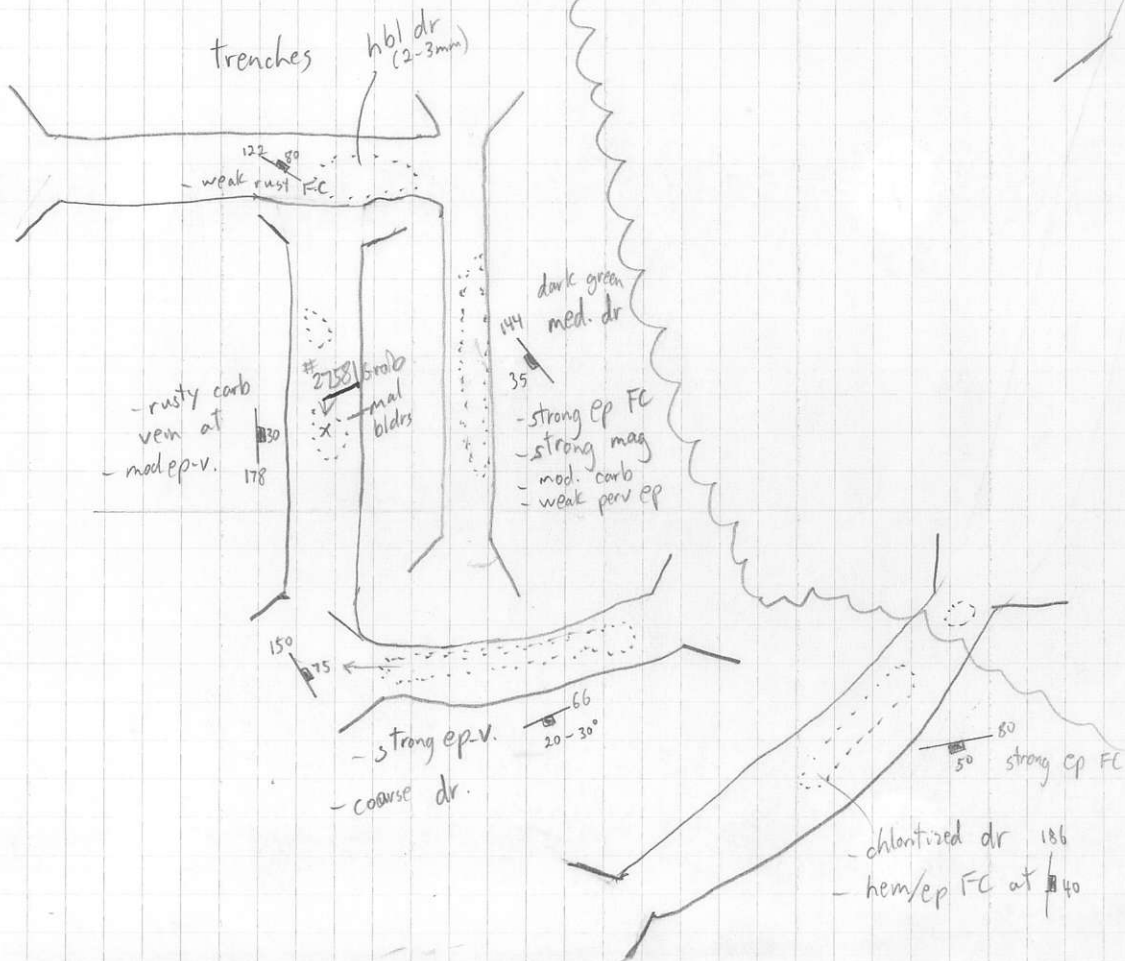 trenches
hbl dr
(2-3mm)
122
80
- weak rust FC
dark green
med. dr
144
35
- strong ep FC
- strong mag
- mod. carb
- weak perv ep
#
27581
mal
bldrs
- rusty carb
vein at
- mod ep-v.
30
178
150
75
- strong ep-v.
- coarse dr.
66
20-30°
80
50
strong ep FC
- chloritized dr
- hem/ep FC at
186
40